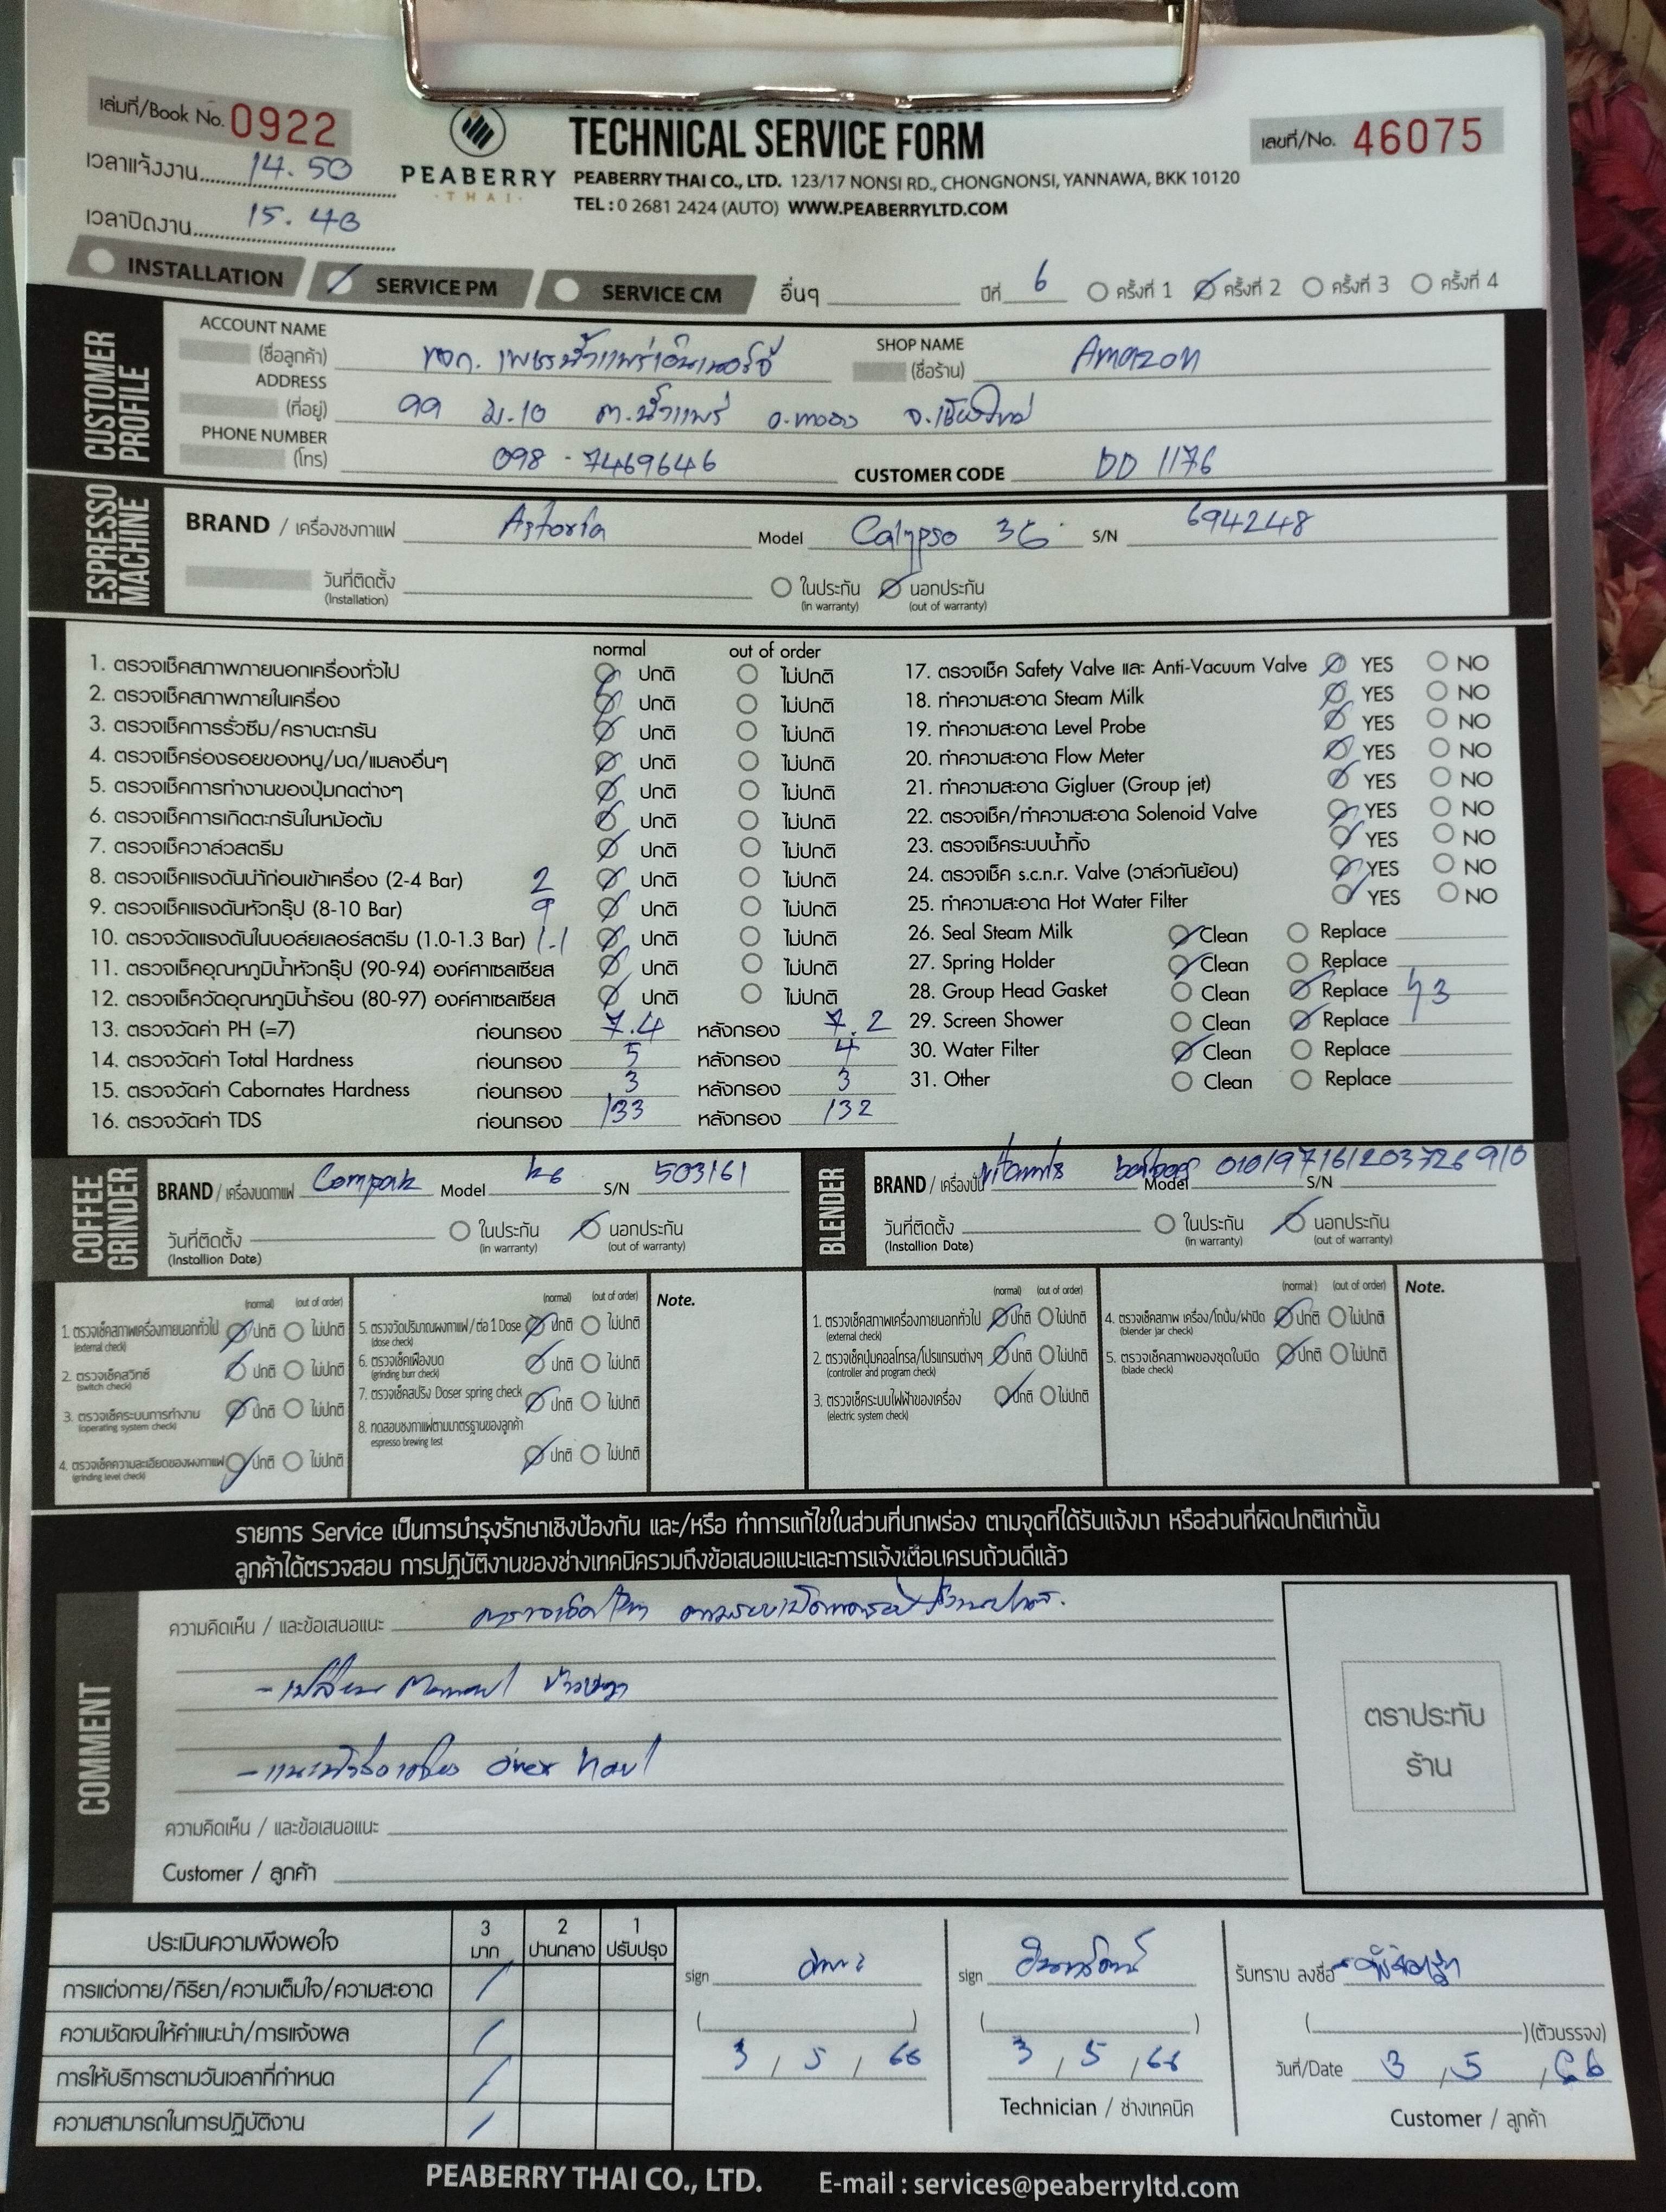 เล่มที่/Book No. 0922
เลขที่/No. 46075
เวลาแจ้งงาน 14.50
เวลาปิดงาน 15.40
PEABERRY
THAI
TECHNICAL SERVICE FORM
PEABERRY THAI CO., LTD. 123/17 NONSI RD., CHONGNONSI, YANNAWA, BKK 10120
TEL : 0 2681 2424 (AUTO) WWW.PEABERRYLTD.COM
INSTALLATION SERVICE PM SERVICE CM อื่นๆ ปีที่ 6 ครั้งที่ 1 ครั้งที่ 2 ครั้งที่ 3 ครั้งที่ 4
CUSTOMER PROFILE
ACCOUNT NAME (ชื่อลูกค้า) หจก. เพชรน้ำแพร่เอ็นเนอร์จี้ SHOP NAME (ชื่อร้าน) Amazon
ADDRESS (ที่อยู่) 99 ม.10 ต.น้ำแพร่ อ.หางดง จ.เชียงใหม่
PHONE NUMBER (โทร) 098-7469646 CUSTOMER CODE DD 1176
ESPRESSO MACHINE
BRAND / เครื่องชงกาแฟ Astoria Model Calypso 3G S/N 694248
วันที่ติดตั้ง (Installation) ในประกัน (in warranty) นอกประกัน (out of warranty)
normal out of order
1. ตรวจเช็คสภาพภายนอกเครื่องทั่วไป ปกติ ไม่ปกติ
2. ตรวจเช็คสภาพภายในเครื่อง ปกติ ไม่ปกติ
3. ตรวจเช็คการรั่วซึม/คราบตะกรัน ปกติ ไม่ปกติ
4. ตรวจเช็คร่องรอยของหนู/มด/แมลงอื่นๆ ปกติ ไม่ปกติ
5. ตรวจเช็คการทำงานของปุ่มกดต่างๆ ปกติ ไม่ปกติ
6. ตรวจเช็คการเกิดตะกรันในหม้อต้ม ปกติ ไม่ปกติ
7. ตรวจเช็ควาล์วสตรีม ปกติ ไม่ปกติ
8. ตรวจเช็คแรงดันน้ำก่อนเข้าเครื่อง (2-4 Bar) 2 ปกติ ไม่ปกติ
9. ตรวจเช็คแรงดันหัวกรุ๊ป (8-10 Bar) 9 ปกติ ไม่ปกติ
10. ตรวจวัดแรงดันในบอล์ยเลอร์สตรีม (1.0-1.3 Bar) 1.1 ปกติ ไม่ปกติ
11. ตรวจเช็คอุณหภูมิน้ำหัวกรุ๊ป (90-94) องค์ศาเซลเซียส ปกติ ไม่ปกติ
12. ตรวจเช็ควัดอุณหภูมิน้ำร้อน (80-97) องค์ศาเซลเซียส ปกติ ไม่ปกติ
13. ตรวจวัดค่า PH (=7) ก่อนกรอง 7.4 หลังกรอง 7.2
14. ตรวจวัดค่า Total Hardness ก่อนกรอง 5 หลังกรอง 4
15. ตรวจวัดค่า Cabornates Hardness ก่อนกรอง 3 หลังกรอง 3
16. ตรวจวัดค่า TDS ก่อนกรอง 133 หลังกรอง 132
17. ตรวจเช็ค Safety Valve และ Anti-Vacuum Valve YES NO
18. ทำความสะอาด Steam Milk YES NO
19. ทำความสะอาด Level Probe YES NO
20. ทำความสะอาด Flow Meter YES NO
21. ทำความสะอาด Gigluer (Group jet) YES NO
22. ตรวจเช็ค/ทำความสะอาด Solenoid Valve YES NO
23. ตรวจเช็คระบบน้ำทิ้ง YES NO
24. ตรวจเช็ค s.c.n.r. Valve (วาล์วกันย้อน) YES NO
25. ทำความสะอาด Hot Water Filter YES NO
26. Seal Steam Milk Clean Replace
27. Spring Holder Clean Replace
28. Group Head Gasket Clean Replace
29. Screen Shower Clean Replace
30. Water Filter Clean Replace
31. Other Clean Replace
COFFEE GRINDER
BRAND / เครื่องบดกาแฟ Compak Model K6 S/N 503161
วันที่ติดตั้ง (Installion Date) ในประกัน (in warranty) นอกประกัน (out of warranty)
BLENDER
BRAND / เครื่องปั่น Model S/N
วันที่ติดตั้ง (Installion Date) ในประกัน (in warranty) นอกประกัน (out of warranty)
(normal) (out of order)
1. ตรวจเช็คสภาพเครื่องภายนอกทั่วไป (external check) ปกติ ไม่ปกติ
2. ตรวจเช็คสวิทซ์ (switch check) ปกติ ไม่ปกติ
3. ตรวจเช็คระบบการทำงาน (operating system check) ปกติ ไม่ปกติ
4. ตรวจเช็คความละเอียดของผงกาแฟ (grinding level check) ปกติ ไม่ปกติ
(normal) (out of order)
5. ตรวจวัดปริมาณผงกาแฟ/ต่อ 1 Dose (dose check) ปกติ ไม่ปกติ
6. ตรวจเช็คเฟืองบด (grinding burr check) ปกติ ไม่ปกติ
7. ตรวจเช็คสปริง Doser spring check ปกติ ไม่ปกติ
8. ทดสอบชงกาแฟตามมาตรฐานของลูกค้า espresso brewing test ปกติ ไม่ปกติ
Note.
(normal) (out of order)
1. ตรวจเช็คสภาพเครื่องภายนอกทั่วไป (external check) ปกติ ไม่ปกติ
2. ตรวจเช็คปุ่มคอลโทรล/โปรแกรมต่างๆ (controller and program check) ปกติ ไม่ปกติ
3. ตรวจเช็คระบบไฟฟ้าของเครื่อง (electric system check) ปกติ ไม่ปกติ
(normal) (out of order)
4. ตรวจเช็คสภาพ เครื่อง/โถปั่น/ฝาปิด (blender jar check) ปกติ ไม่ปกติ
5. ตรวจเช็คสภาพของชุดใบมีด (blade check) ปกติ ไม่ปกติ
Note.
รายการ Service เป็นการบำรุงรักษาเชิงป้องกัน และ/หรือ ทำการแก้ไขในส่วนที่บกพร่อง ตามจุดที่ได้รับแจ้งมา หรือส่วนที่ผิดปกติเท่านั้น
ลูกค้าได้ตรวจสอบ การปฏิบัติงานของช่างเทคนิครวมถึงข้อเสนอแนะและการแจ้งเตือนครบถ้วนดีแล้ว
COMMENT
ความคิดเห็น / และข้อเสนอแนะ
- เปลี่ยน Manual
Over haul
ความคิดเห็น / และข้อเสนอแนะ
Customer / ลูกค้า
ตราประทับ
ร้าน
ประเมินความพึงพอใจ 3 มาก 2 ปานกลาง 1 ปรับปรุง
การแต่งกาย/กิริยา/ความเต็มใจ/ความสะอาด
ความชัดเจนให้คำแนะนำ/การแจ้งผล
การให้บริการตามวันเวลาที่กำหนด
ความสามารถในการปฏิบัติงาน
sign
3 / 5 / 66
sign
3 / 5 / 66
Technician / ช่างเทคนิค
รับทราบ ลงชื่อ
(ตัวบรรจง)
วันที่/Date 3 / 5 / 66
Customer / ลูกค้า
PEABERRY THAI CO., LTD. E-mail : services@peaberryltd.com